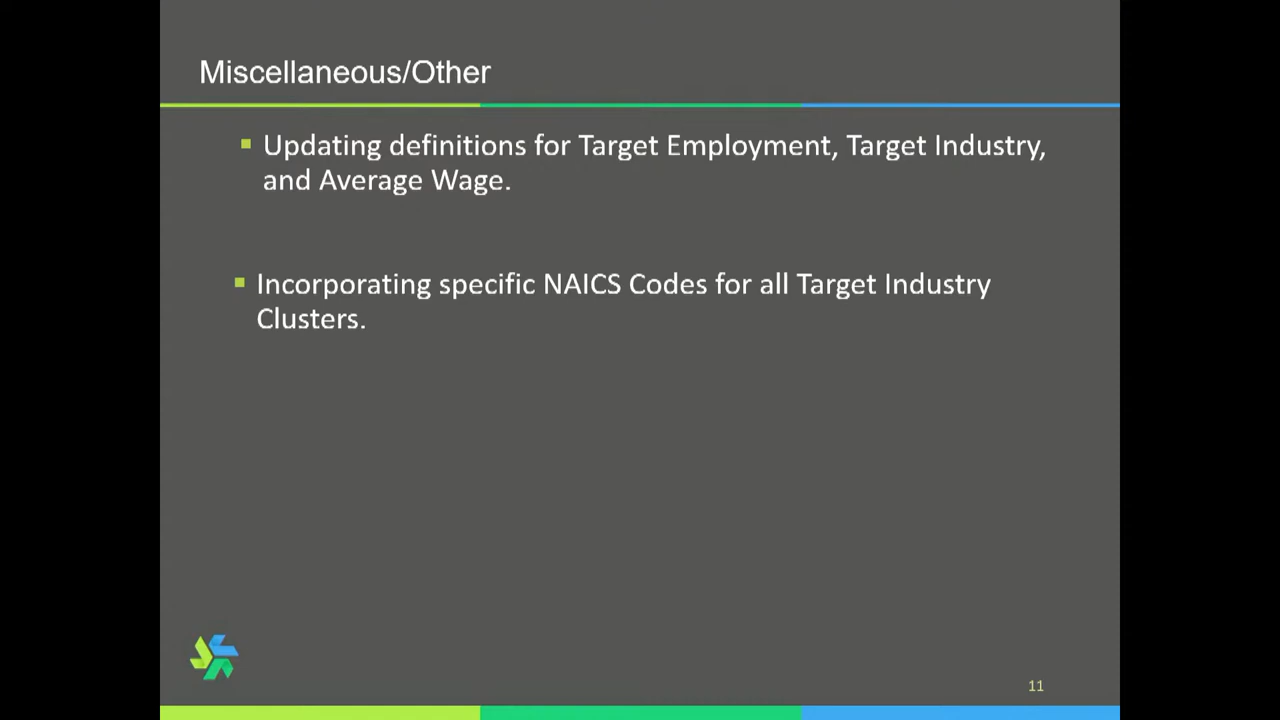 Miscellaneous/Other
Updating definitions for Target Employment, Target Industry,
and Average Wage.
Incorporating specific NAICS Codes for all Target Industry
Clusters.
11